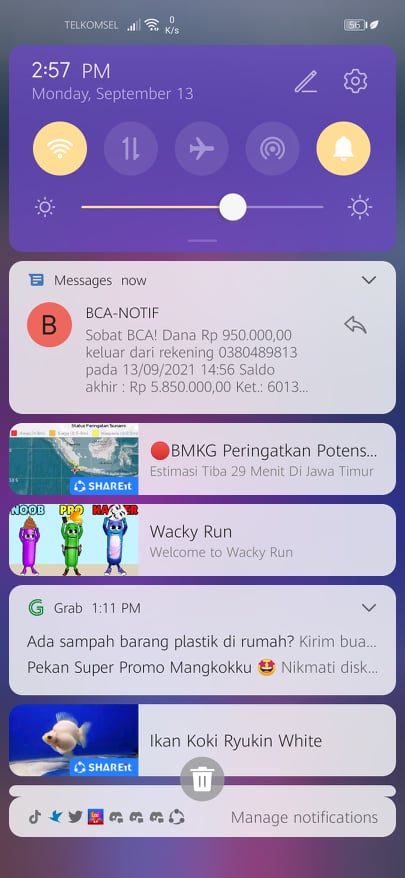 TELKOMSEL 0 K/s 56
2:57 PM
Monday, September 13
Messages now
B
BCA-NOTIF
Sobat BCA! Dana Rp 950.000,00
keluar dari rekening 0380489813
pada 13/09/2021 14:56 Saldo
akhir : Rp 5.850.000,00 Ket.: 6013...
Status Peringatan Tsunami
SHAREit
🔴BMKG Peringatkan Potens...
Estimasi Tiba 29 Menit Di Jawa Timur
NOOB PRO HACKER
Wacky Run
Welcome to Wacky Run
Grab 1:11 PM
Ada sampah barang plastik di rumah? Kirim bua...
Pekan Super Promo Mangkokku 🤩 Nikmati disk...
SHAREit
Ikan Koki Ryukin White
Manage notifications